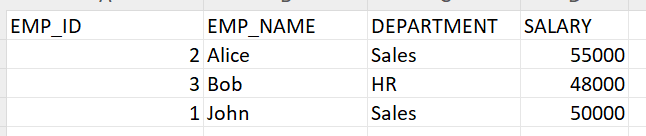 EMP_ID EMP_NAME DEPARTMENT SALARY
2 Alice Sales 55000
3 Bob HR 48000
1 John Sales 50000